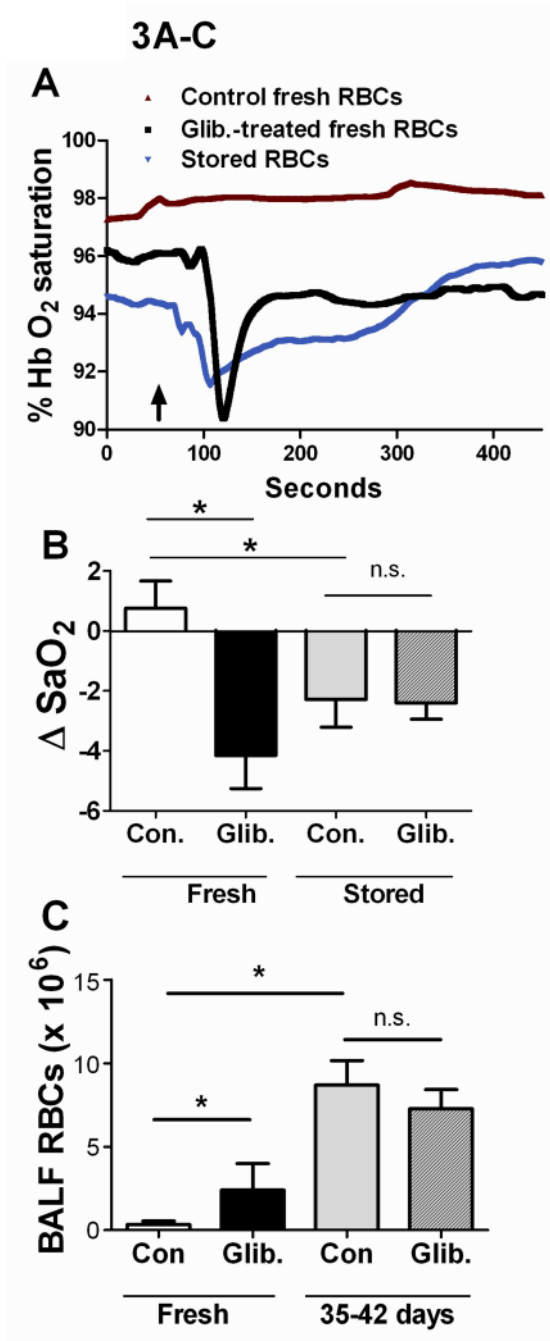 3A-C
A
Control fresh RBCs
Glib.-treated fresh RBCs
Stored RBCs
% Hb O2 saturation
100
98
96
94
92
90
0 100 200 300 400
Seconds
B
*
*
n.s.
Δ SaO2
2
0
-2
-4
-6
Con. Glib. Con. Glib.
Fresh Stored
C
BALF RBCs (x 10^6)
15
10
5
0
*
*
n.s.
Con Glib. Con Glib.
Fresh 35-42 days